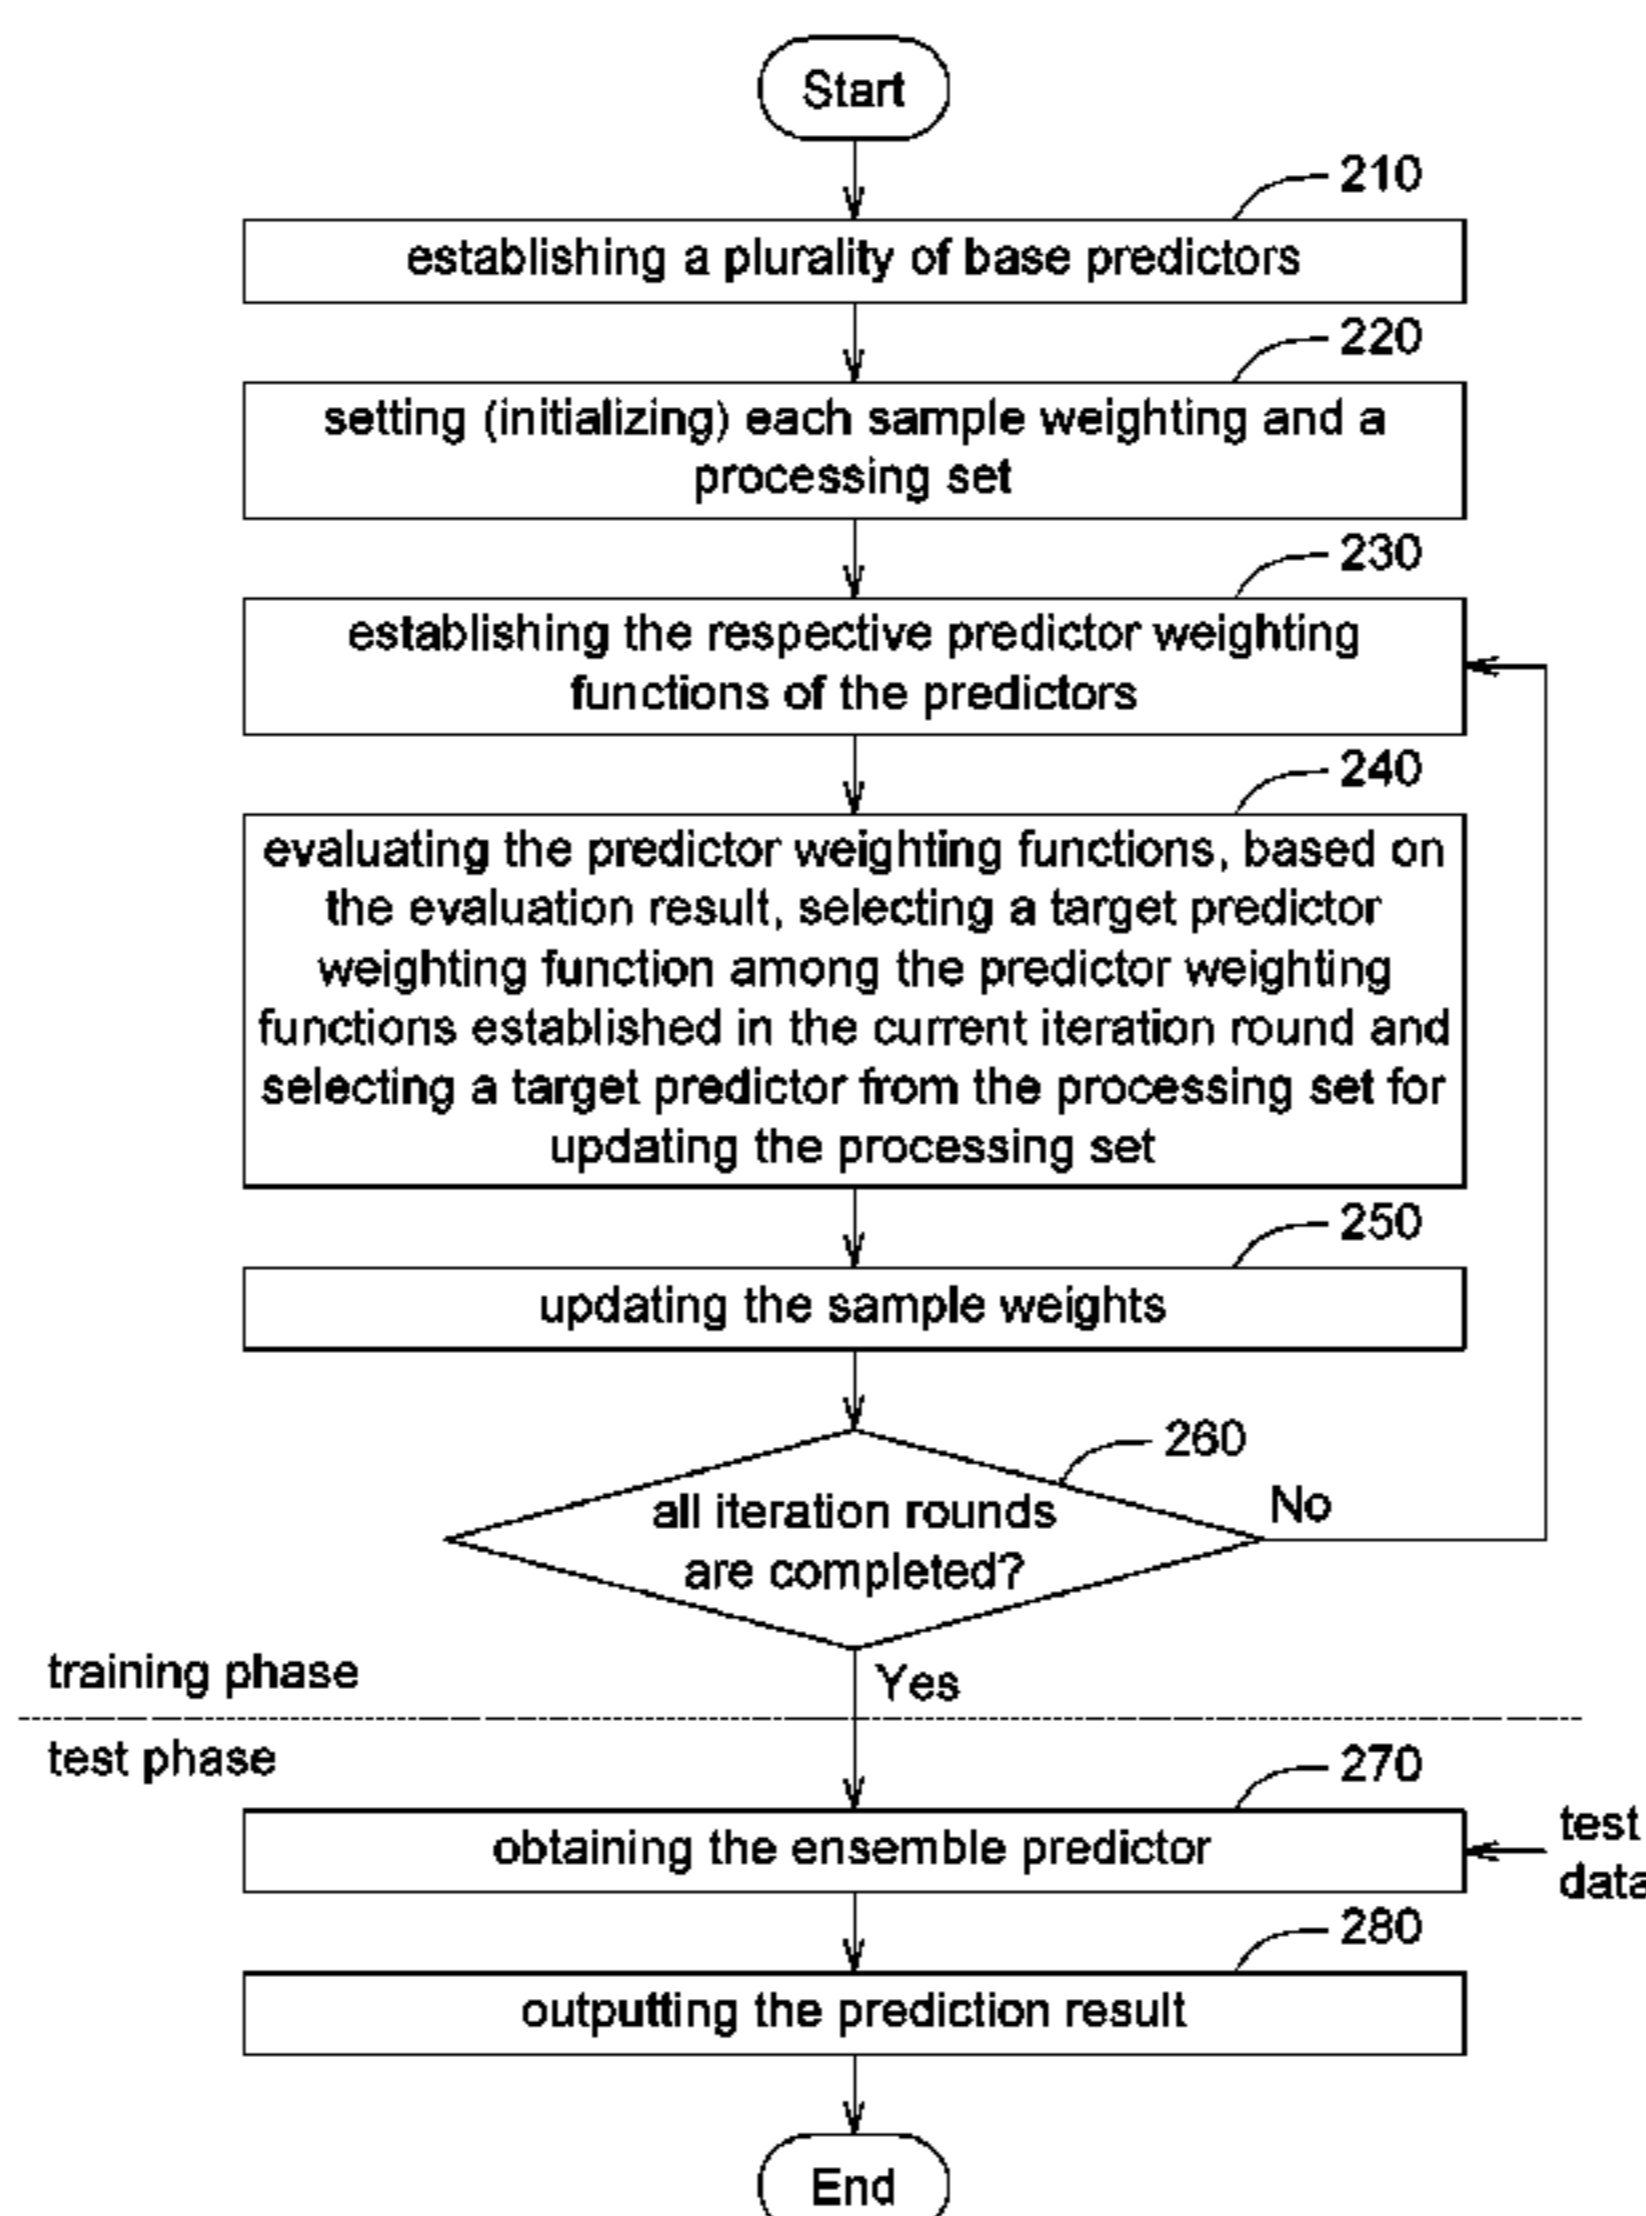 Start
210
establishing a plurality of base predictors
220
setting (initializing) each sample weighting and a
processing set
230
establishing the respective predictor weighting
functions of the predictors
240
evaluating the predictor weighting functions, based on
the evaluation result, selecting a target predictor
weighting function among the predictor weighting
functions established in the current iteration round and
selecting a target predictor from the processing set for
updating the processing set
250
updating the sample weights
260
all iteration rounds
are completed?
No
Yes
training phase
test phase
270
obtaining the ensemble predictor
test
data
280
outputting the prediction result
End